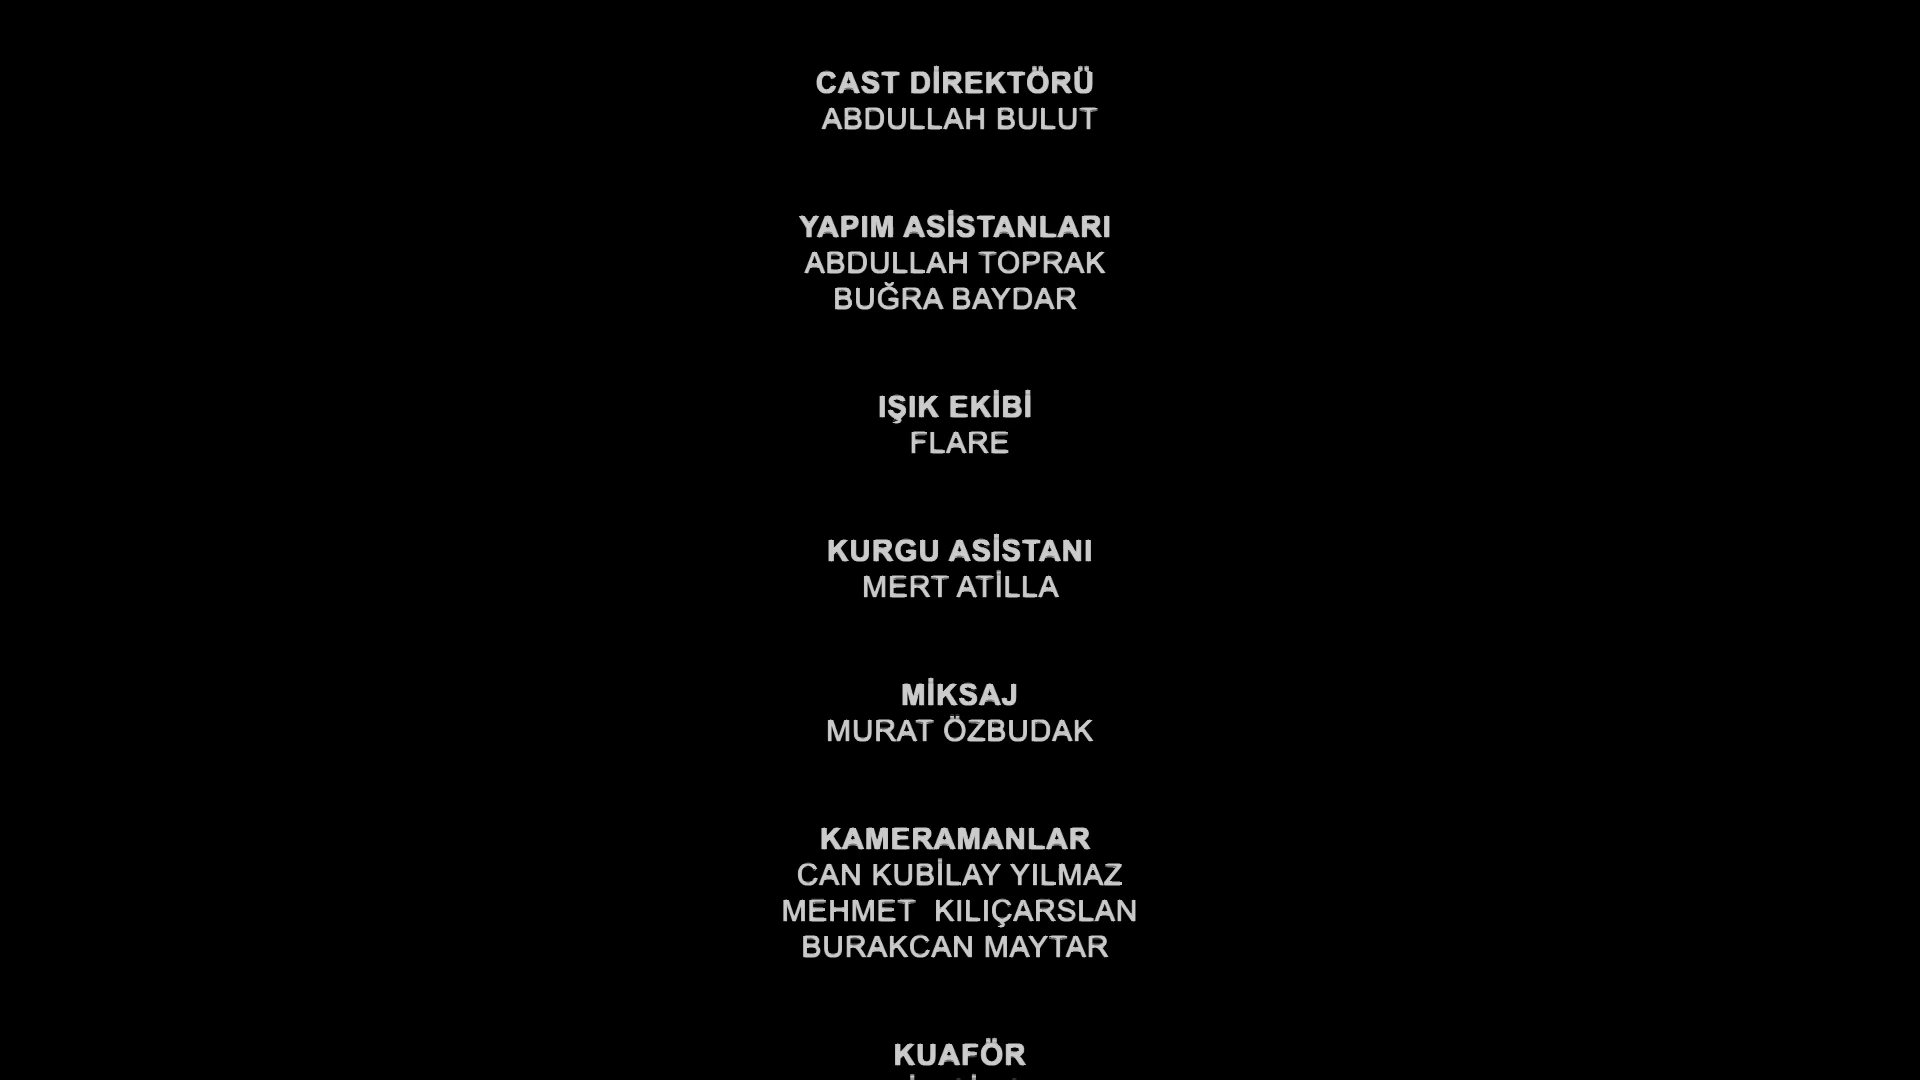 CAST DİREKTÖRÜ
ABDULLAH BULUT
YAPIM ASİSTANLARI
ABDULLAH TOPRAK
BUĞRA BAYDAR
IŞIK EKİBİ
FLARE
KURGU ASİSTANI
MERT ATİLLA
MİKSAJ
MURAT ÖZBUDAK
KAMERAMANLAR
CAN KUBİLAY YILMAZ
MEHMET  KILIÇARSLAN
BURAKCAN MAYTAR
KUAFÖR